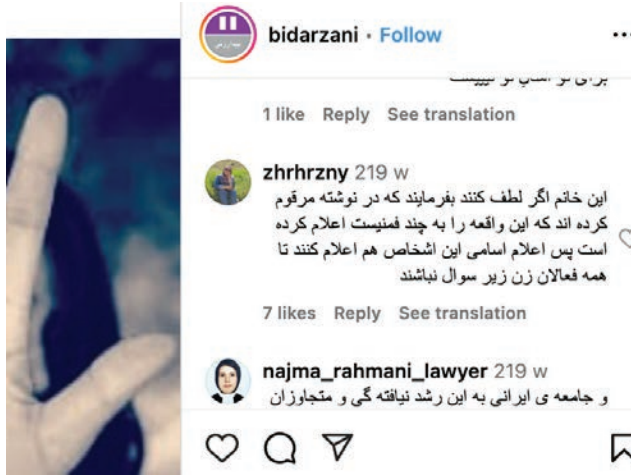 bidarzani · Follow
1 like Reply See translation
zhrhrzny 219 w
این خانم اگر لطف کنند بفرمایند که در نوشته مرقوم
کرده اند که این واقعه را به چند فمنیست اعلام کرده
است پس اعلام اسامی این اشخاص هم اعلام کنند تا
همه فعالان زن زیر سوال نباشند
7 likes Reply See translation
najma_rahmani_lawyer 219 w
و جامعه ی ایرانی به این رشد نیافته گی و متجاوزان